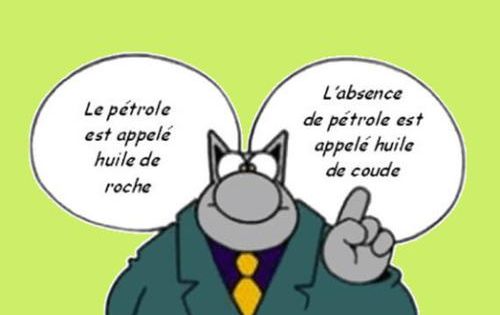 Le pétrole
est appelé
huile de
roche
L'absence
de pétrole est
appelé huile
de coude